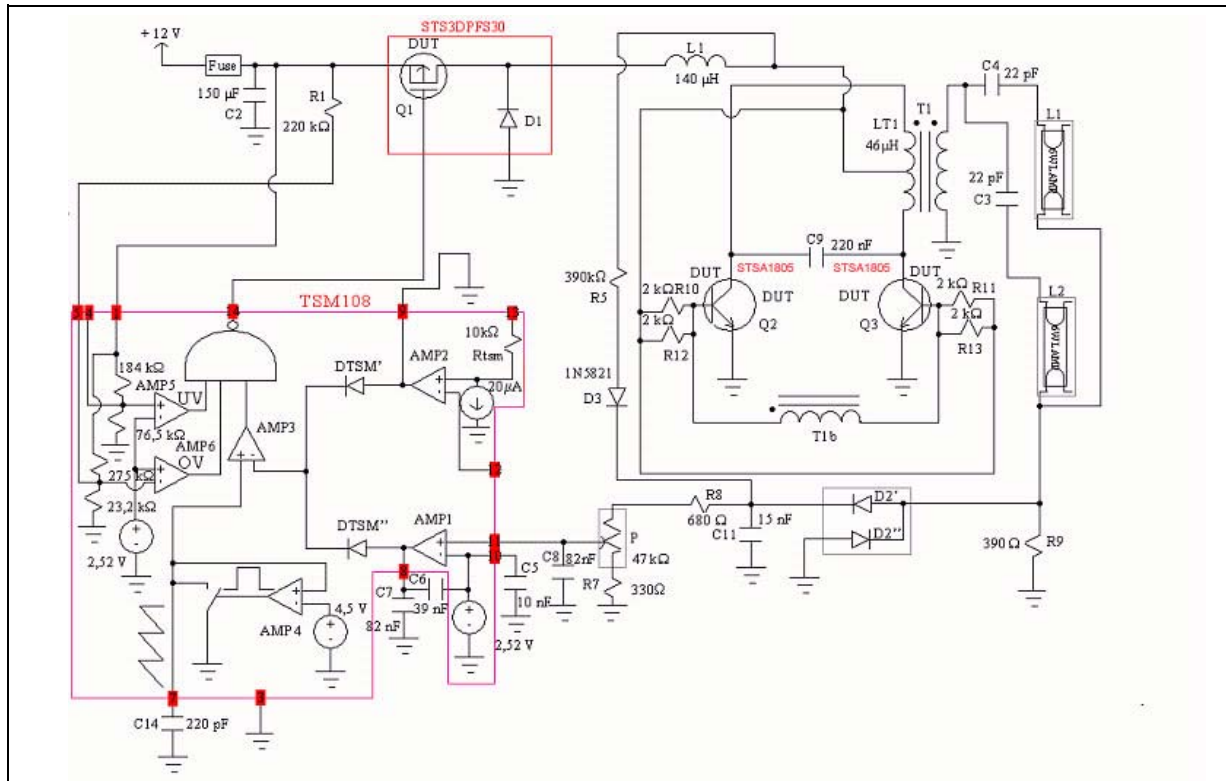 STS3DPFS30
+ 12 V
DUT
Fuse
L1
140 µH
C4
22 pF
150 µF
C2
R1
220 kΩ
Q1
D1
T1
LT1
46µH
L1
6WLAMP
22 pF
C3
C9
220 nF
STSA1805
STSA1805
390kΩ
R5
DUT
DUT
2 kΩ
R10
DUT
DUT
2 kΩ
R11
2 kΩ
R12
Q2
Q3
2 kΩ
R13
L2
6WLAMP
TSM108
10kΩ
Rtsm
20µA
184 kΩ
AMP5
UV
DTSM'
AMP2
1N5821
D3
T1b
76,5 kΩ
AMP6
OV
AMP3
275 kΩ
23,2 kΩ
2,52 V
DTSM''
AMP1
R8
680 Ω
15 nF
C11
D2'
D2''
P
47 kΩ
R9
390 Ω
C8
82nF
R7
330Ω
C5
10 nF
C6
39 nF
C7
82 nF
2,52 V
4,5 V
AMP4
C14
220 pF